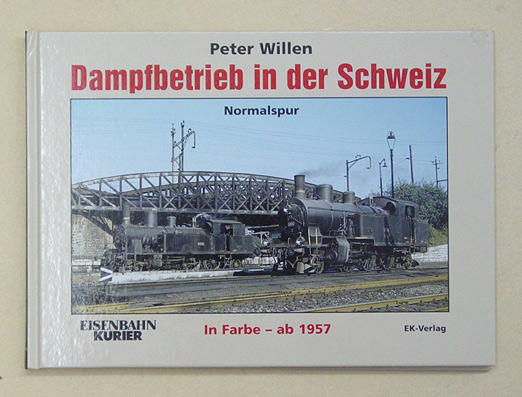 Peter Willen
Dampfbetrieb in der Schweiz
Normalspur
EISENBAHN
KURIER
In Farbe – ab 1957
EK-Verlag